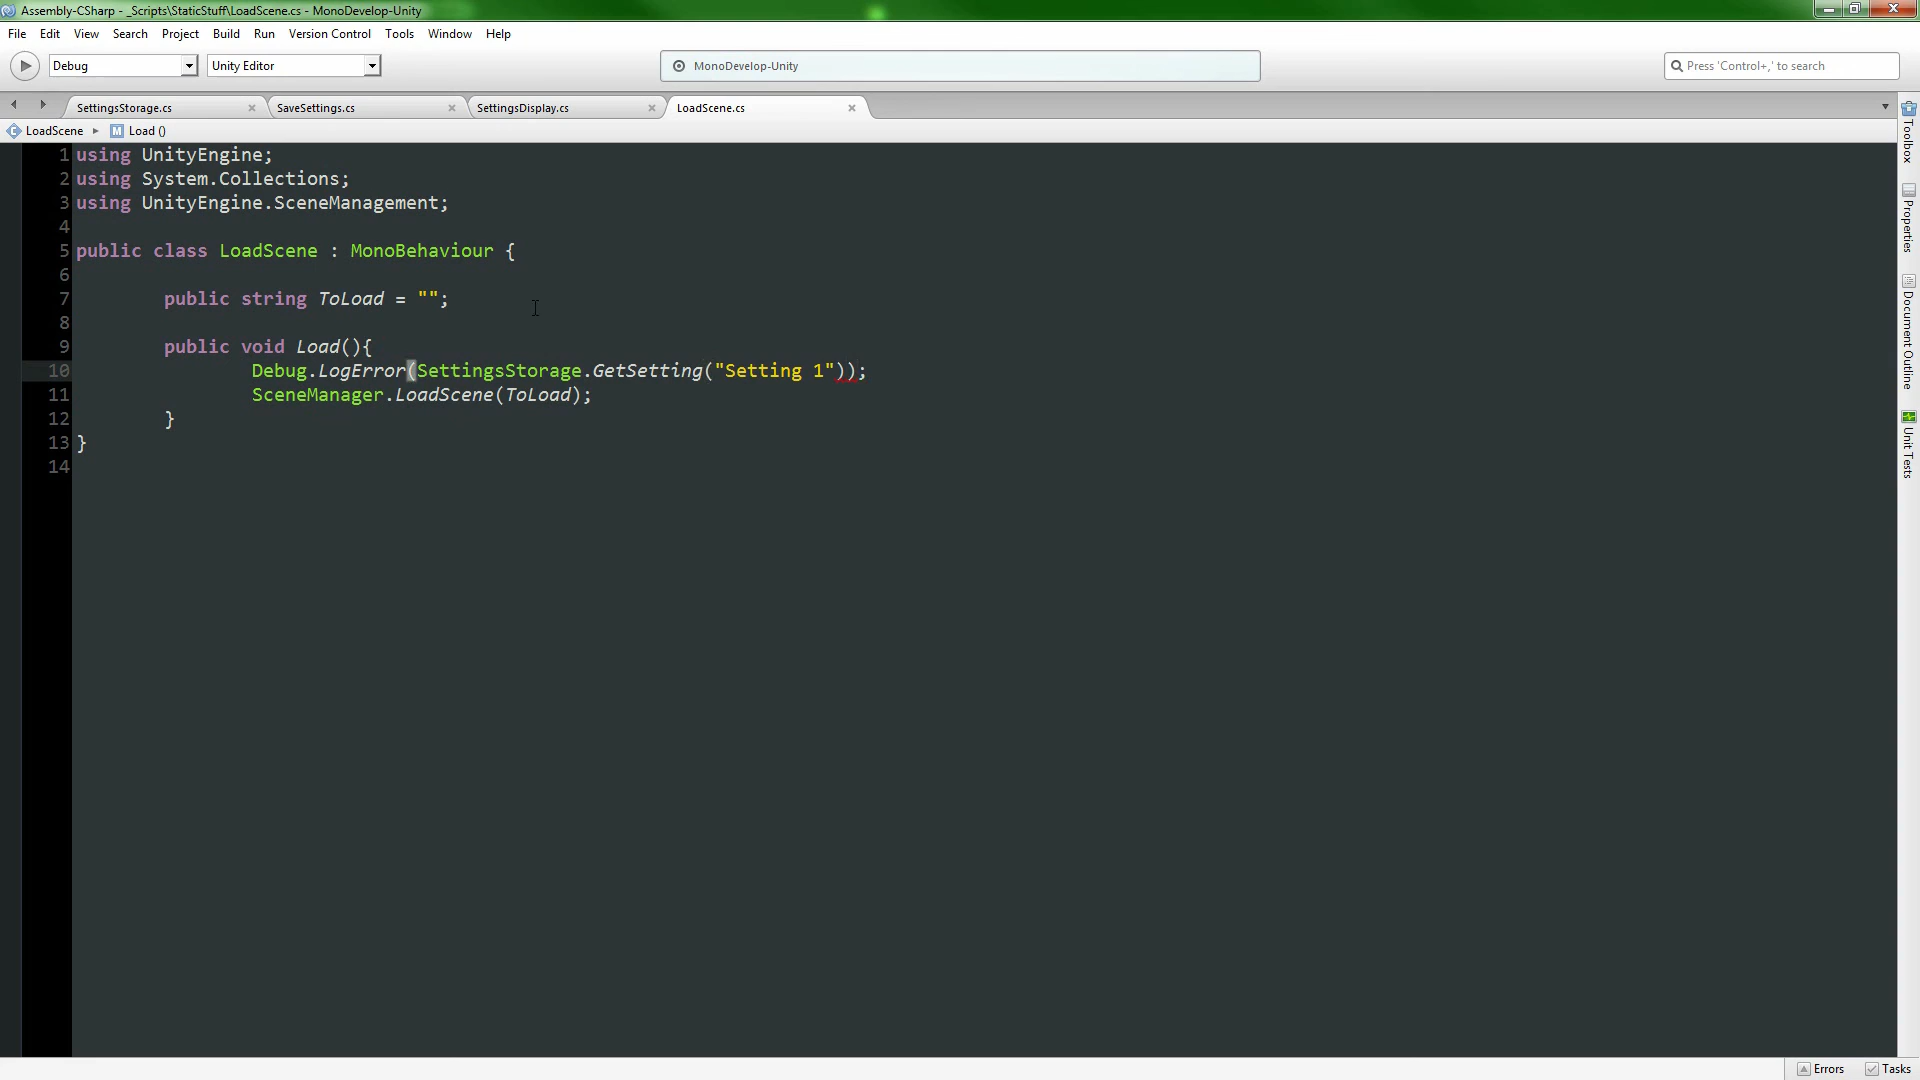 Assembly-CSharp - _Scripts\StaticStuff\LoadScene.cs - MonoDevelop-Unity
File Edit View Search Project Build Run Version Control Tools Window Help
Debug Unity Editor MonoDevelop-Unity Press 'Control+,' to search
SettingsStorage.cs SaveSettings.cs SettingsDisplay.cs LoadScene.cs
LoadScene Load ()
1 using UnityEngine;
2 using System.Collections;
3 using UnityEngine.SceneManagement;
4
5 public class LoadScene : MonoBehaviour {
6
7 public string ToLoad = "";
8
9 public void Load(){
10 Debug.LogError(SettingsStorage.GetSetting("Setting 1"));
11 SceneManager.LoadScene(ToLoad);
12 }
13 }
14
Toolbox
Properties
Document Outline
Unit Tests
Errors Tasks